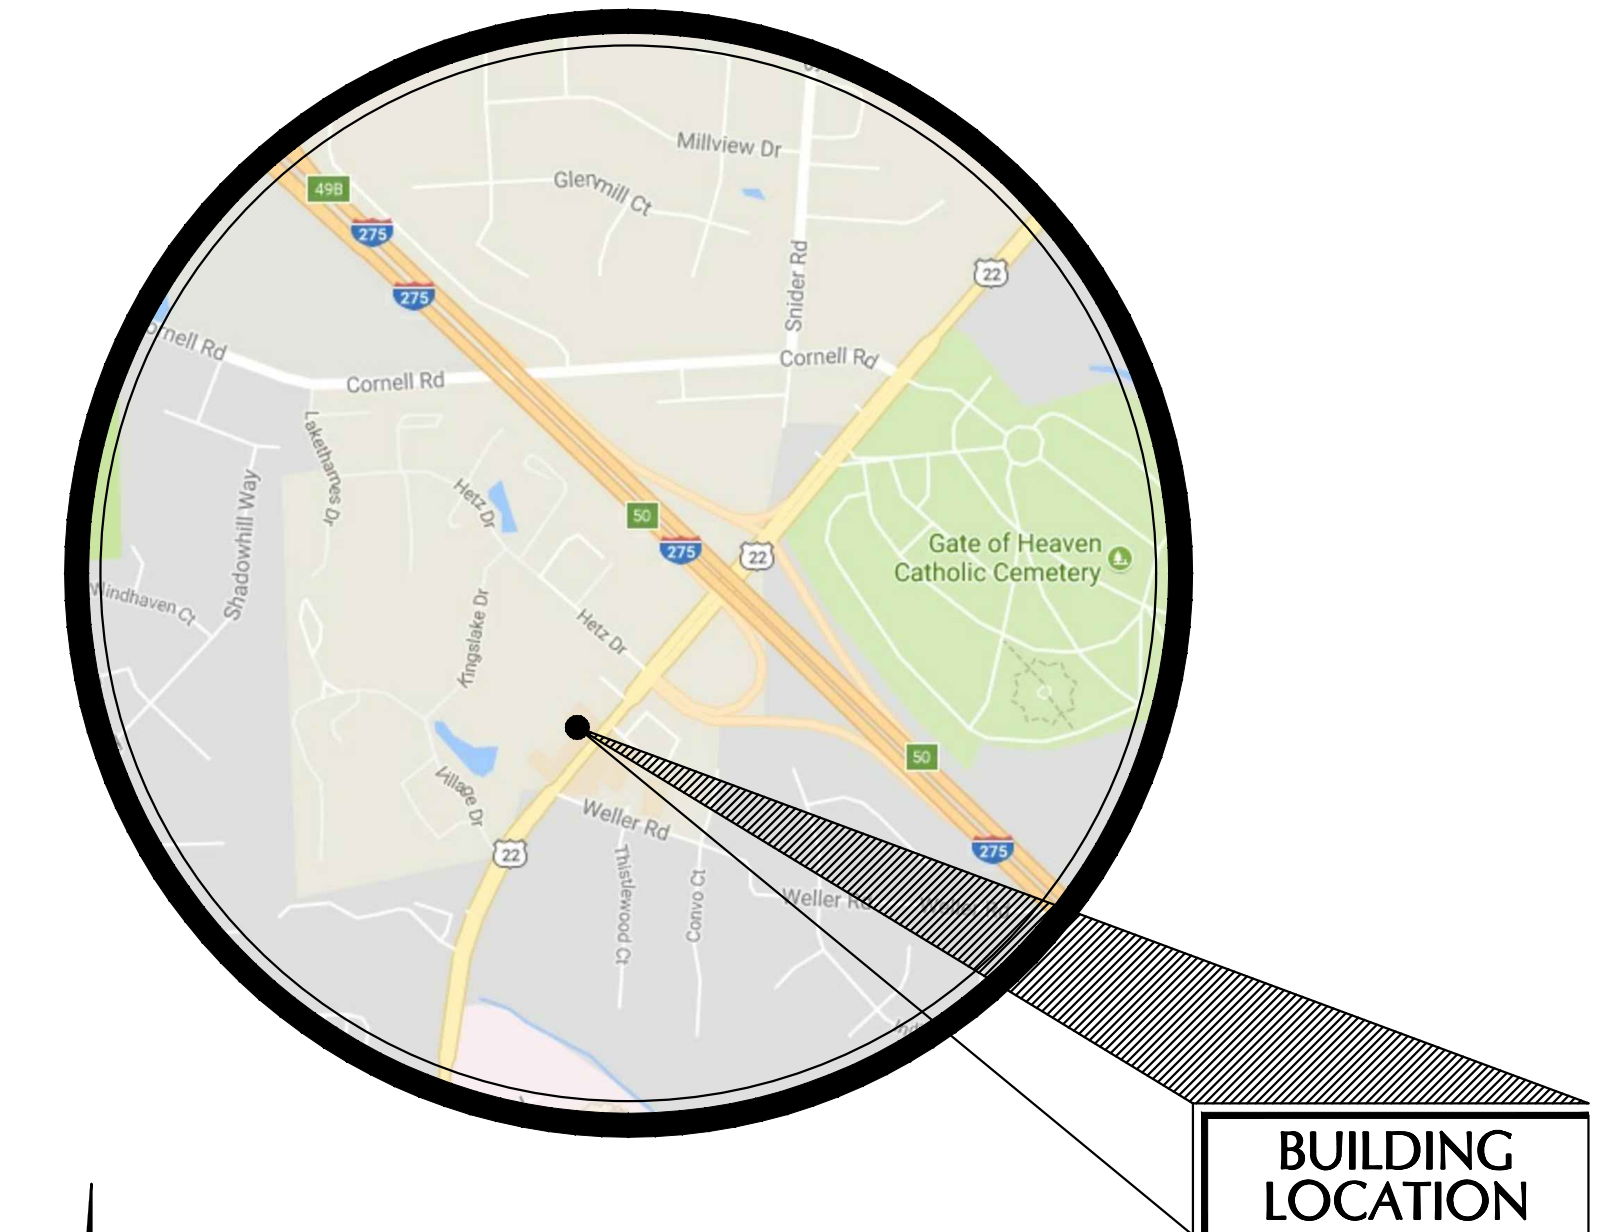 Millview Dr
49B
Glenmill Ct
275
22
Snider Rd
275
Cornell Rd
Cornell Rd
Lakethames Dr
Shadowhill Way
Hetz Dr
50
275
22
Gate of Heaven
Catholic Cemetery
Windhaven Ct
Kingslake Dr
Hetz Dr
50
Village Dr
Weller Rd
22
275
Thistlewood Ct
Convo Ct
Weller Rd
Weller Rd
BUILDING
LOCATION